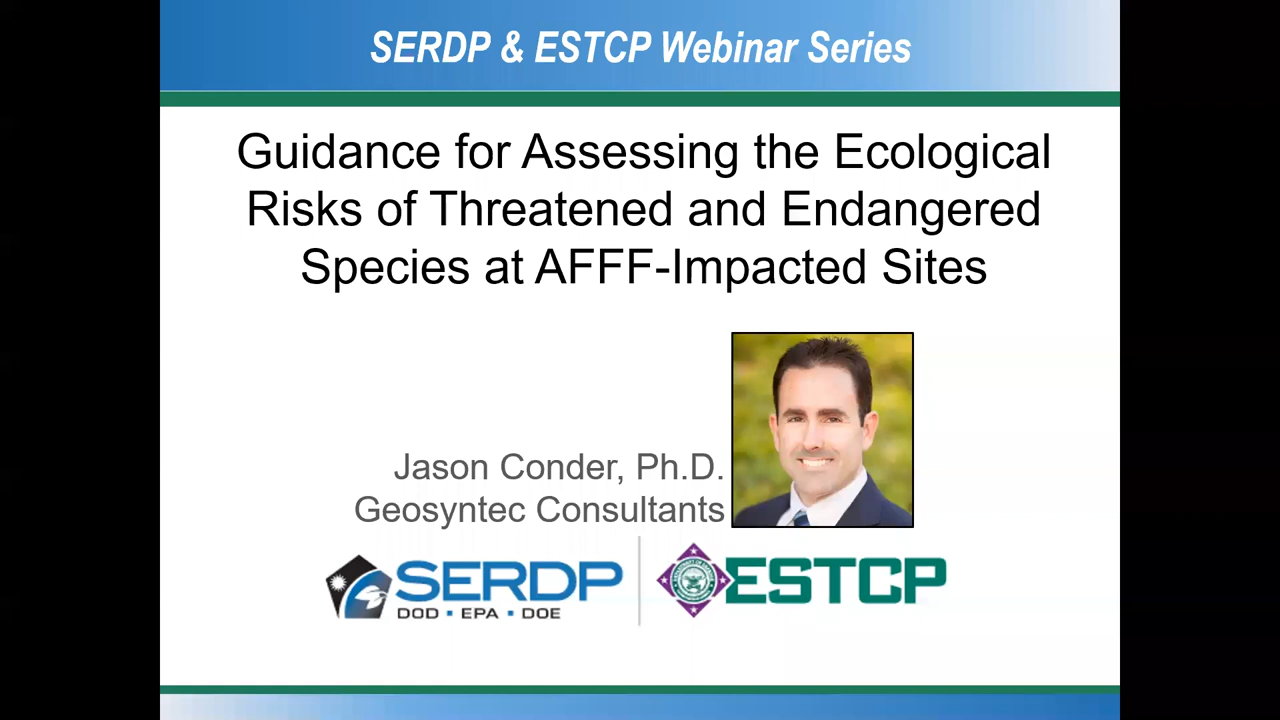 SERDP & ESTCP Webinar Series
Guidance for Assessing the Ecological
Risks of Threatened and Endangered
Species at AFFF-Impacted Sites
Jason Conder, Ph.D.
Geosyntec Consultants
SERDP
DOD • EPA • DOE
ESTCP